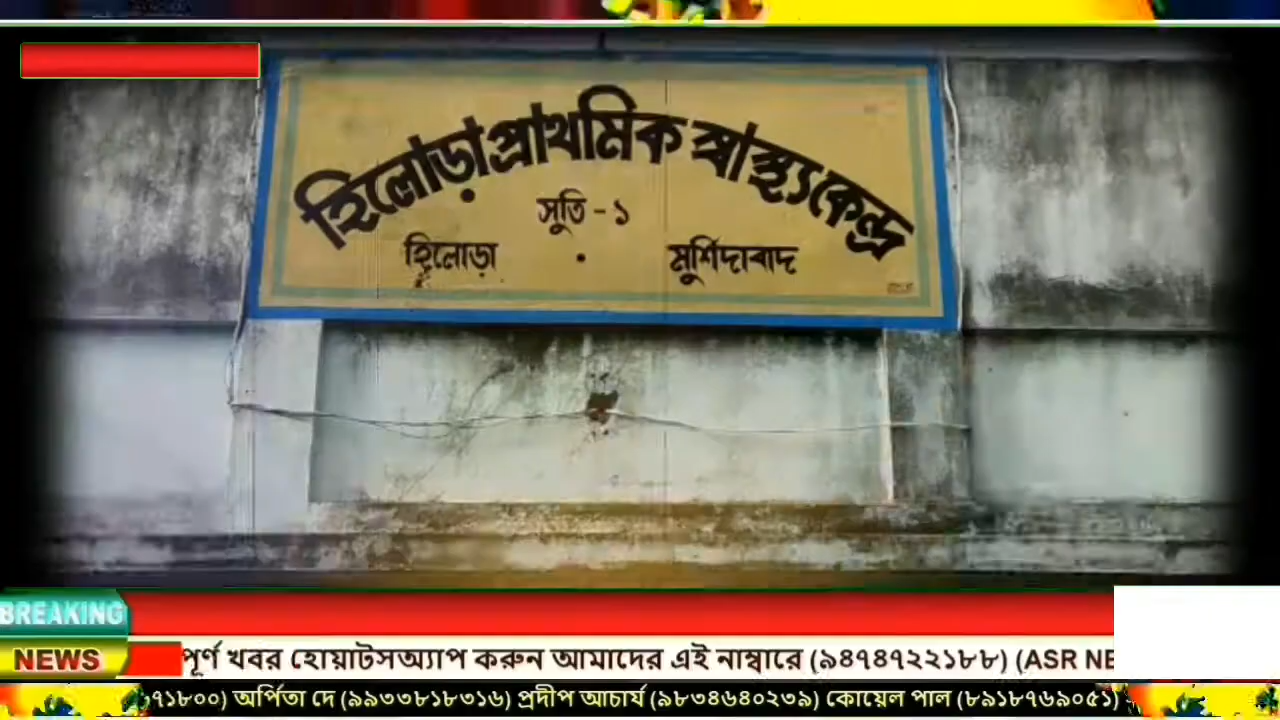 হিলোড়া প্রাথমিক স্বাস্থ্যকেন্দ্র
সুতি - ১
হিলোড়া • মুর্শিদাবাদ
BREAKING
NEWS
পূর্ণ খবর হোয়াটসঅ্যাপ করুন আমাদের এই নাম্বারে (৯৪৭৪৭২২১৮৮) (ASR NE
৭১৮০০) অর্পিতা দে (৯৯৩৩৮১৮৩১৬) প্রদীপ আচার্য (৯৮৩৪৬৪০২৩৯) কোয়েল পাল (৮৯১৮৭৬৯০৫১)